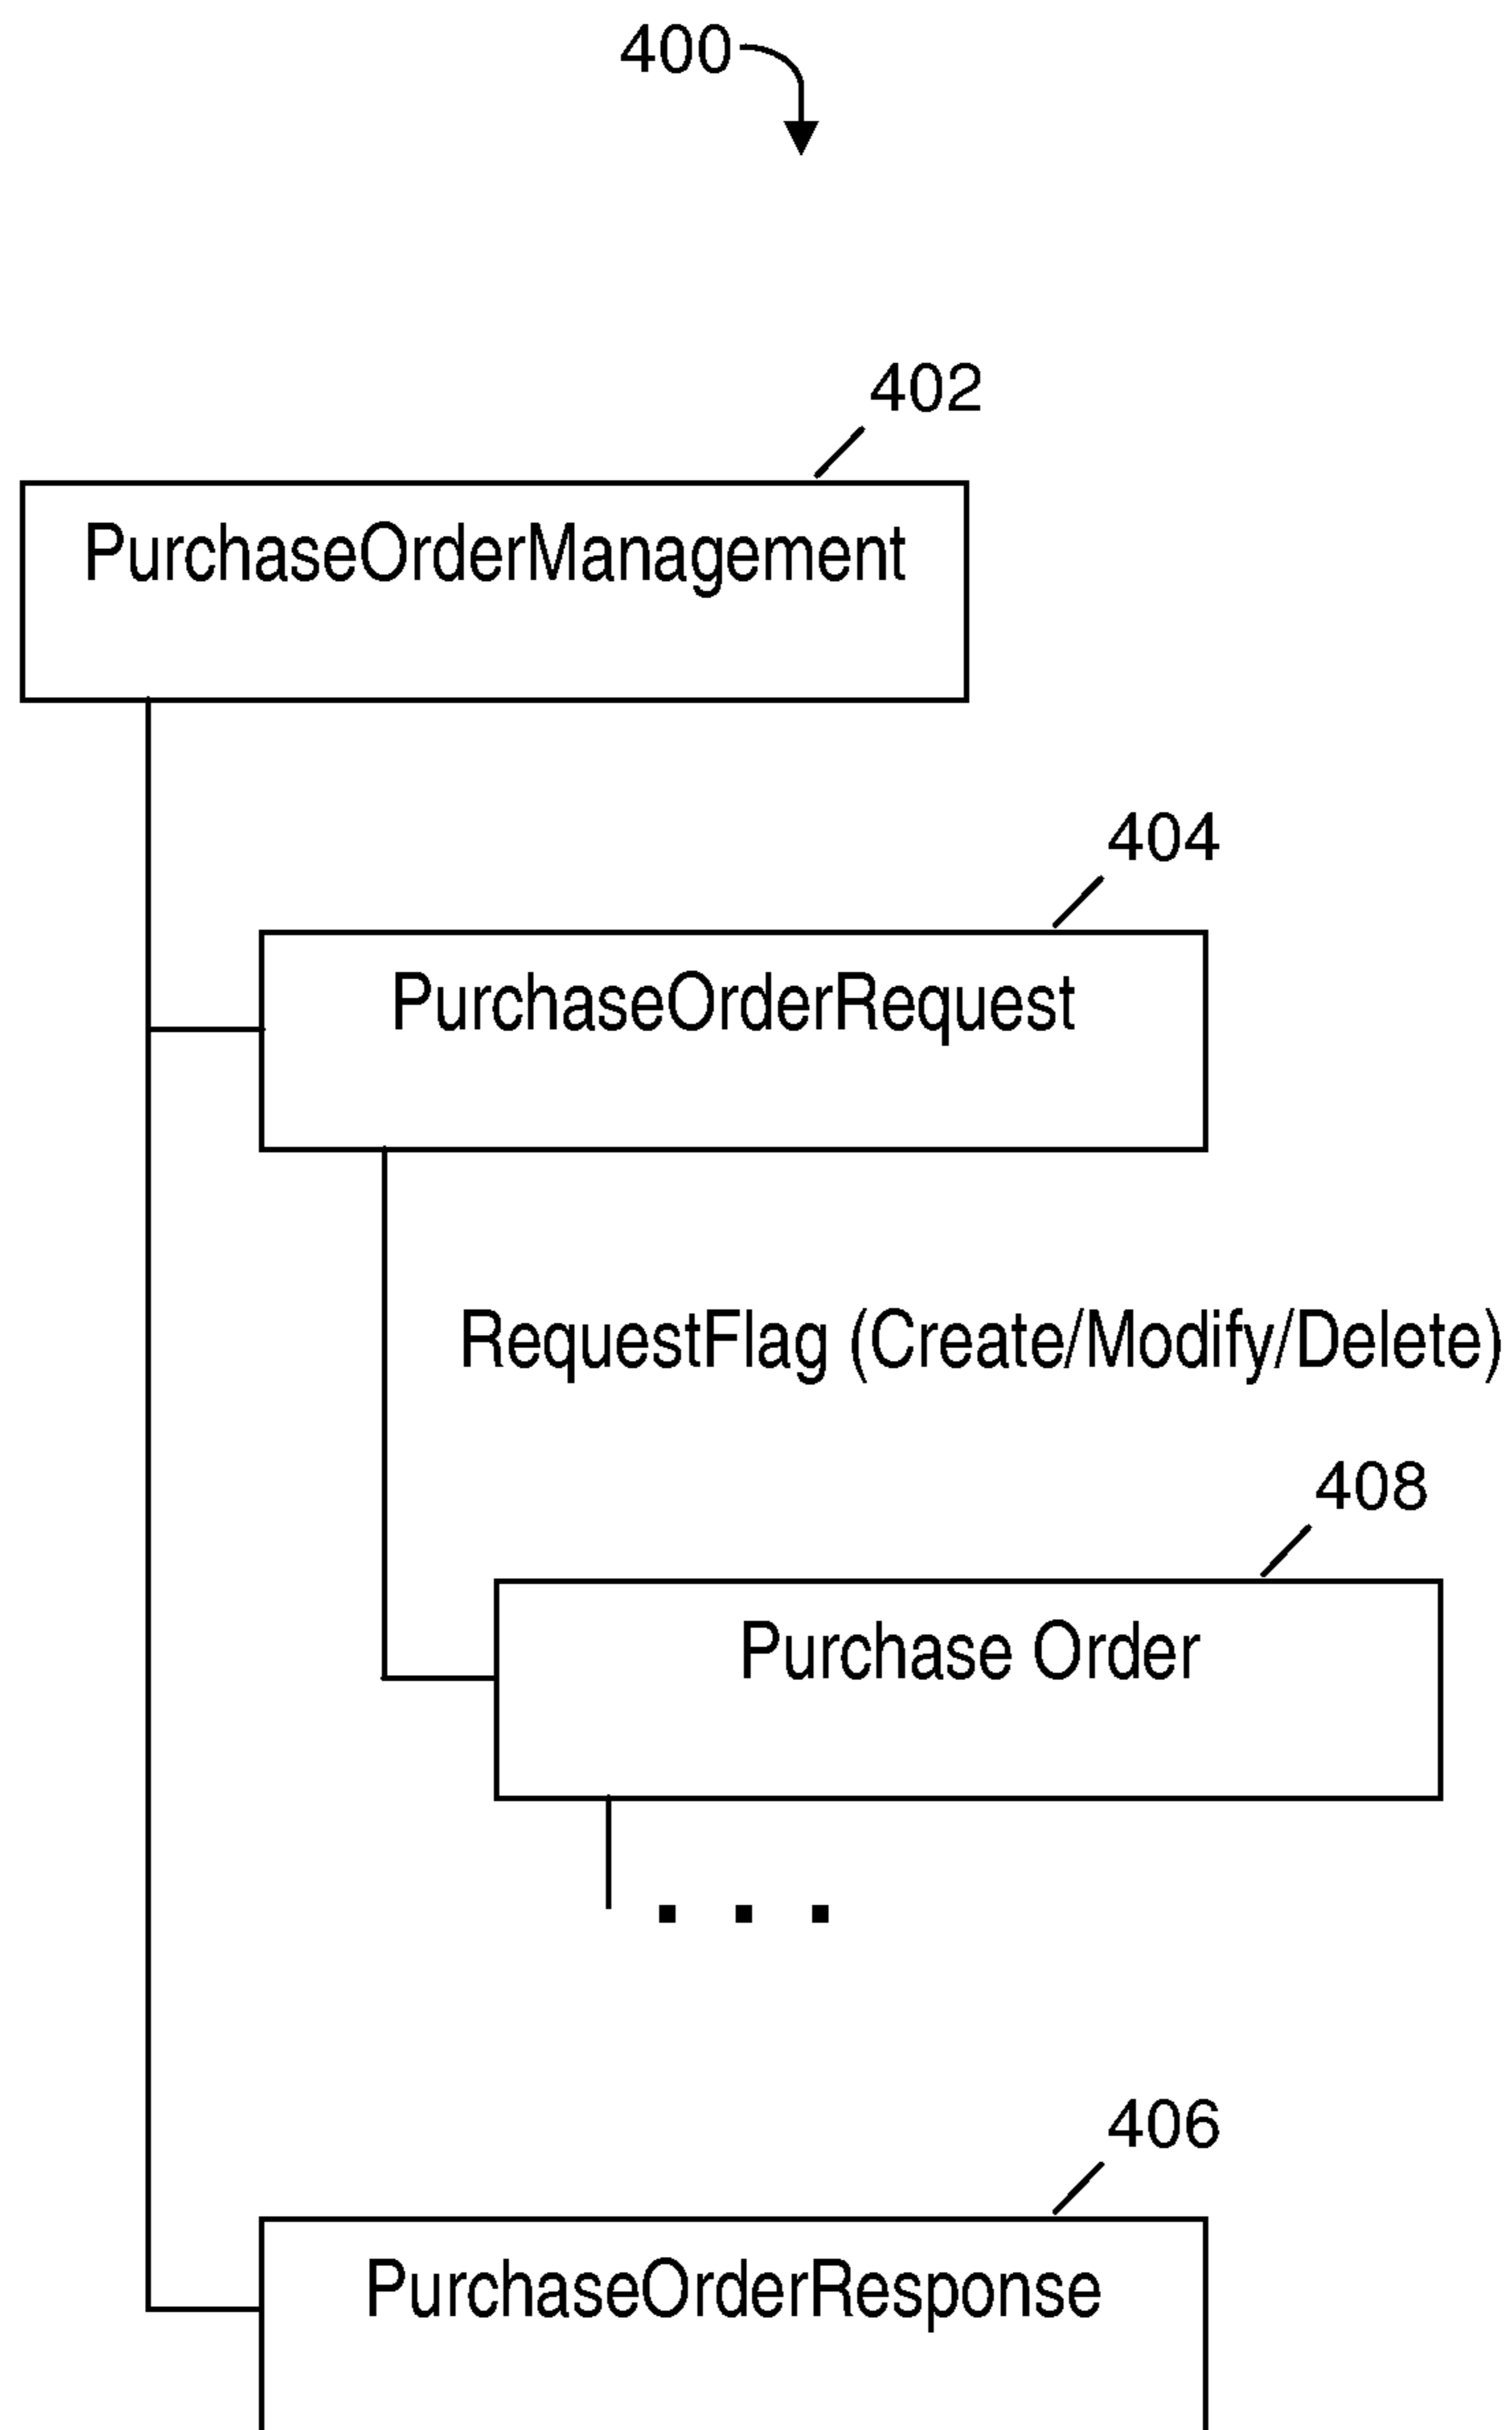 400
402
PurchaseOrderManagement
404
PurchaseOrderRequest
RequestFlag (Create/Modify/Delete)
408
Purchase Order
. . .
406
PurchaseOrderResponse